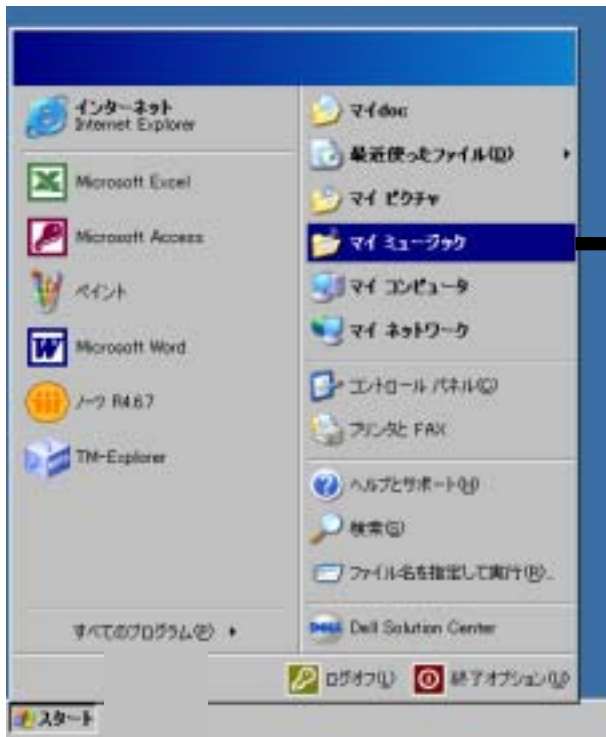 インターネット
Internet Explorer
Microsoft Excel
Microsoft Access
ペイント
Microsoft Word
ノーツ R4.67
TM-Explorer
すべてのプログラム(P)
マイdoc
最近使ったファイル(D)
マイ ピクチャ
マイ ミュージック
マイ コンピュータ
マイ ネットワーク
コントロール パネル(C)
プリンタと FAX
ヘルプとサポート(H)
検索(S)
ファイル名を指定して実行(R)...
DELL
Dell Solution Center
ログオフ(L)
終了オプション(U)
スタート